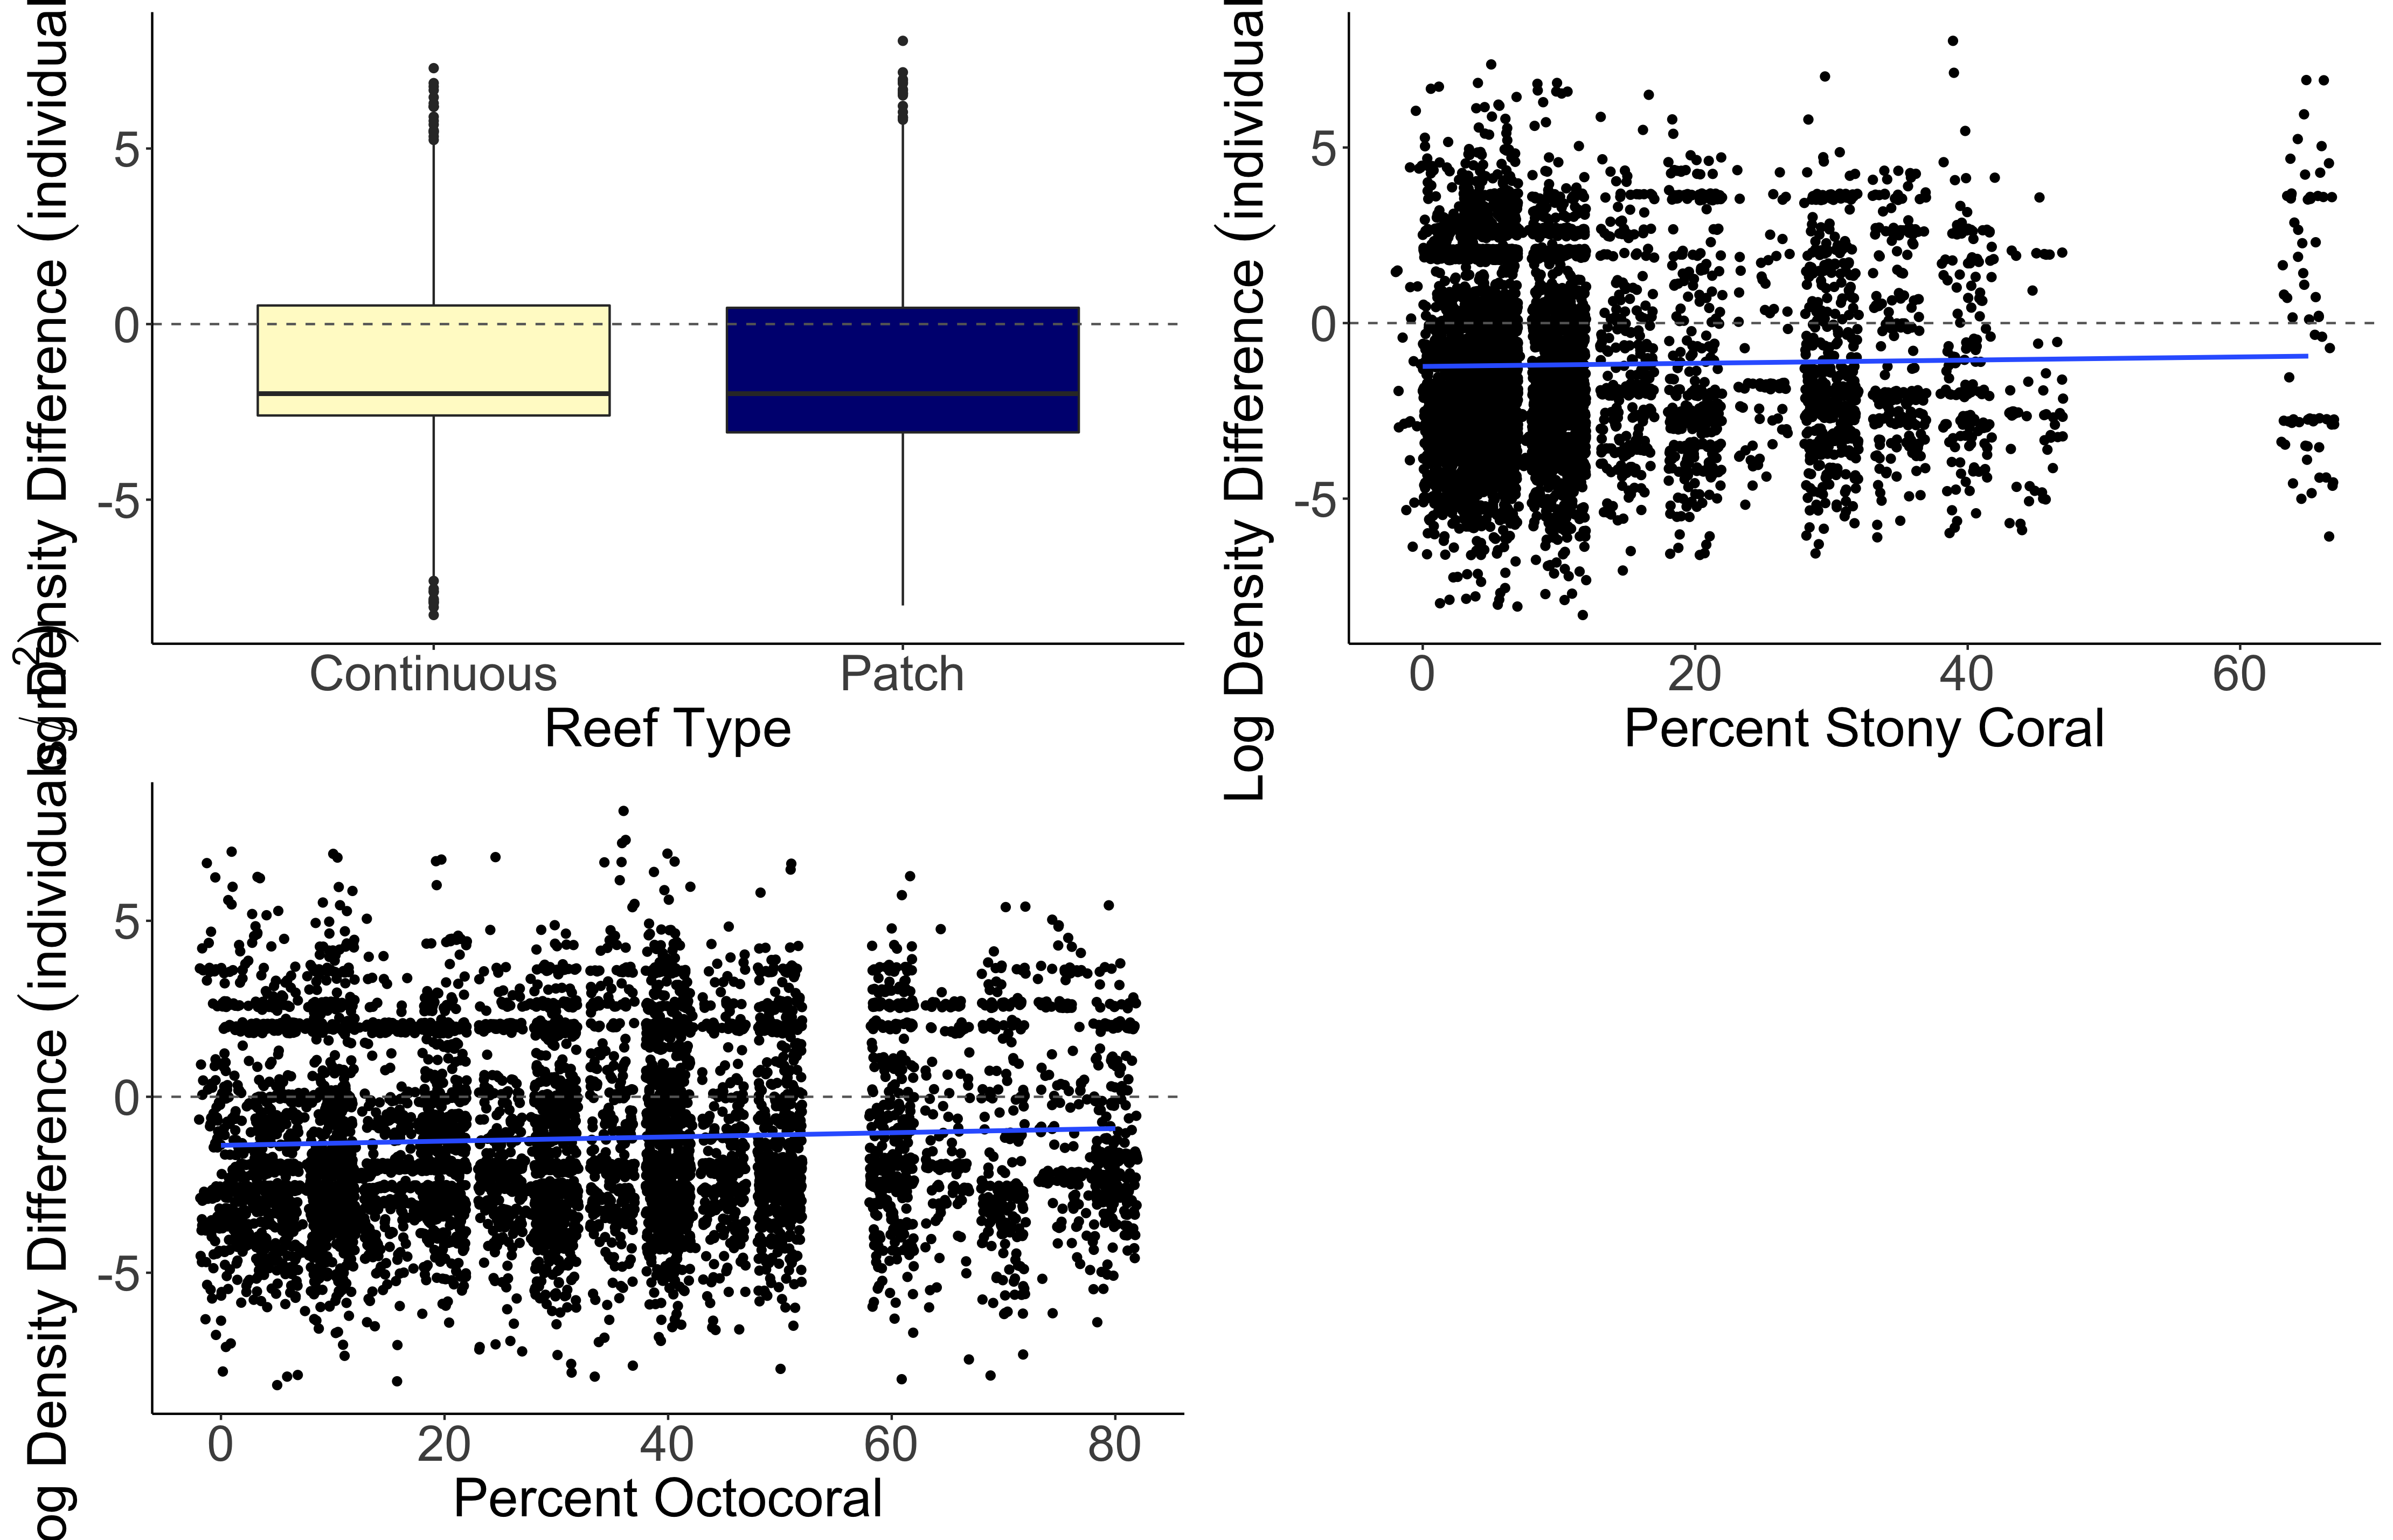 Log Density Difference (individuals/m²)
5
0
-5
Continuous
Patch
Reef Type
Log Density Difference (individual
5
0
-5
0
20
40
60
Percent Stony Coral
og Density Difference (individuals
5
0
-5
0
20
40
60
80
Percent Octocoral